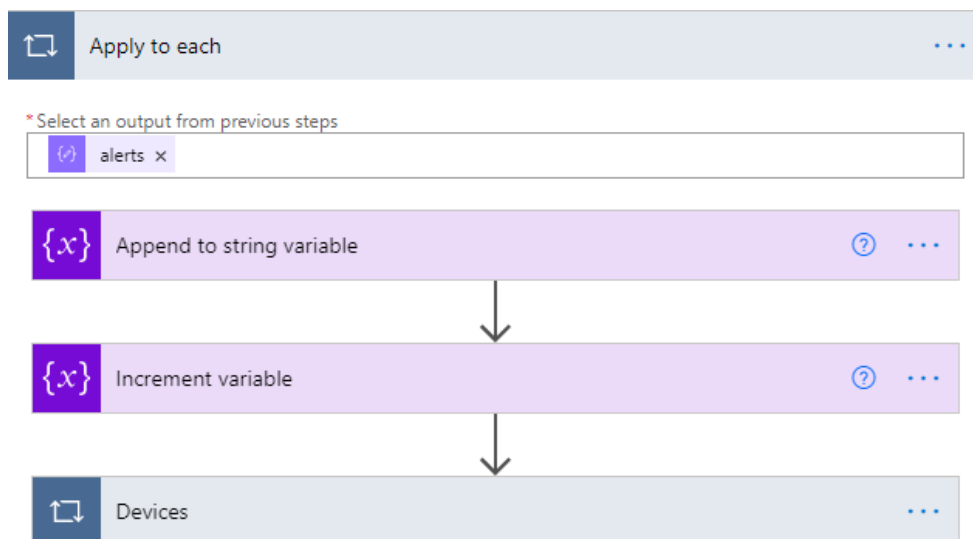 Apply to each
* Select an output from previous steps
{/} alerts ×
{x} Append to string variable ?
{x} Increment variable ?
Devices